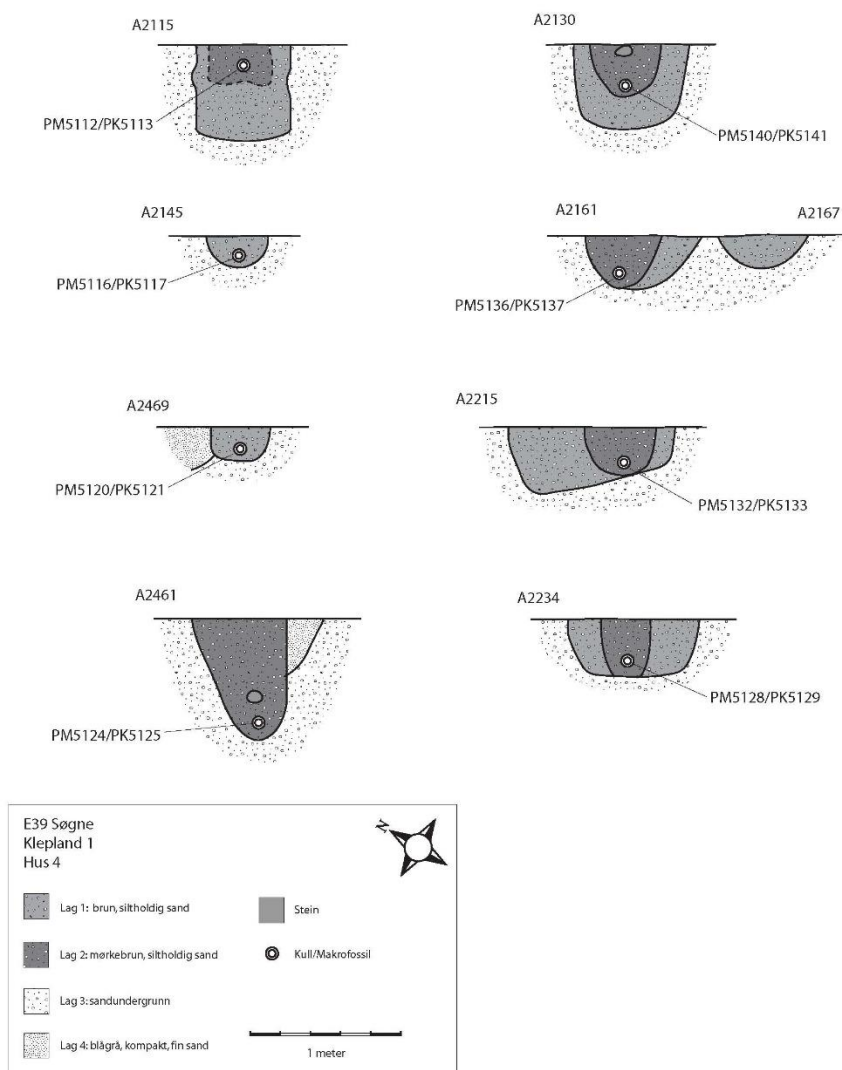 A2115
A2130
PM5112/PK5113
PM5140/PK5141
A2145
A2161
A2167
PM5116/PK5117
PM5136/PK5137
A2469
A2215
PM5120/PK5121
PM5132/PK5133
A2461
A2234
PM5124/PK5125
PM5128/PK5129
E39 Søgne
Klepland 1
Hus 4
N
Lag 1: brun, siltholdig sand
Stein
Lag 2: mørkebrun, siltholdig sand
Kull/Makrofossil
Lag 3: sandundergrunn
Lag 4: blågrå, kompakt, fin sand
1 meter